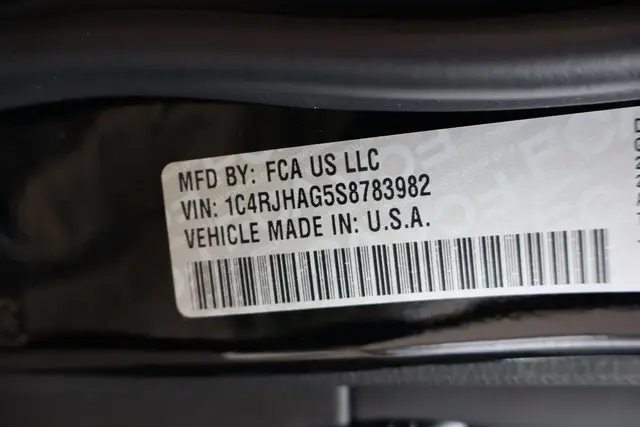 MFD BY: FCA US LLC
VIN: 1C4RJHAG5S8783982
VEHICLE MADE IN: U.S.A.